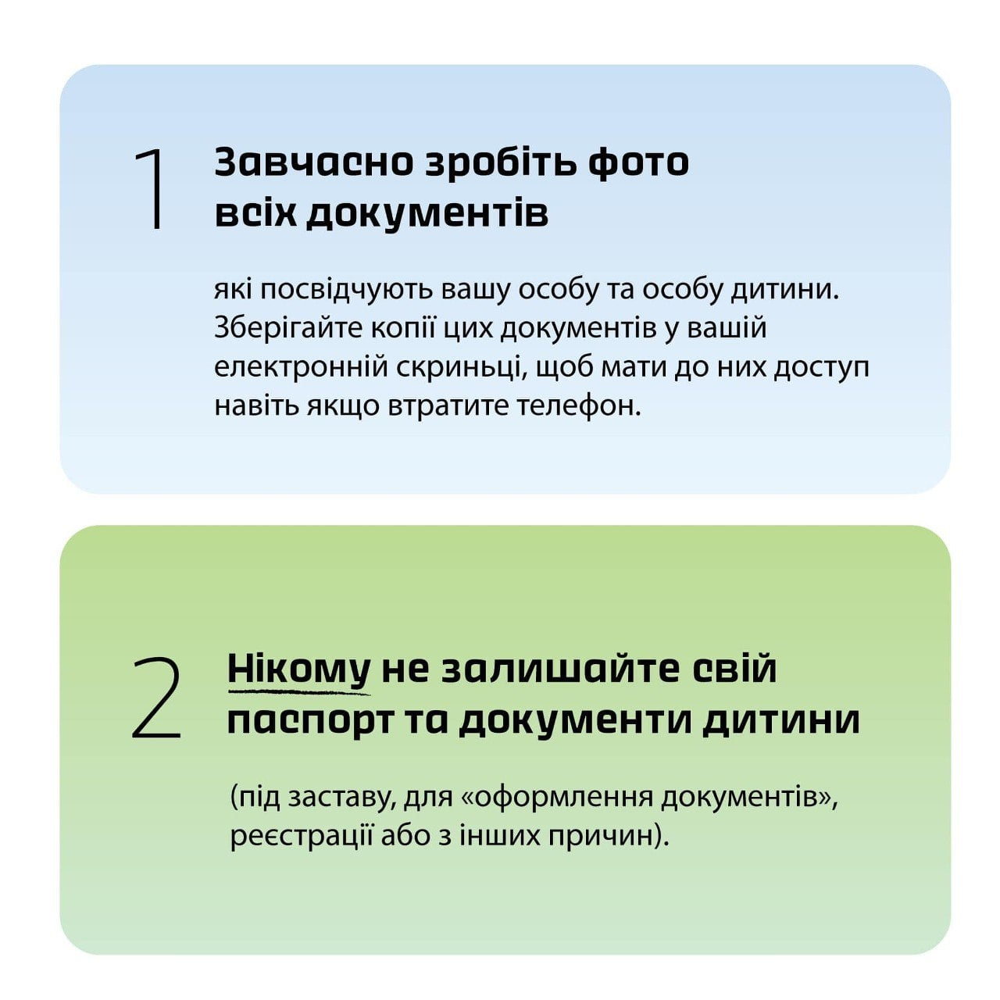 1
Завчасно зробіть фото
всіх документів
які посвідчують вашу особу та особу дитини.
Зберігайте копії цих документів у вашій
електронній скриньці, щоб мати до них доступ
навіть якщо втратите телефон.
2
Нікому не залишайте свій
паспорт та документи дитини
(під заставу, для «оформлення документів»,
реєстрації або з інших причин).